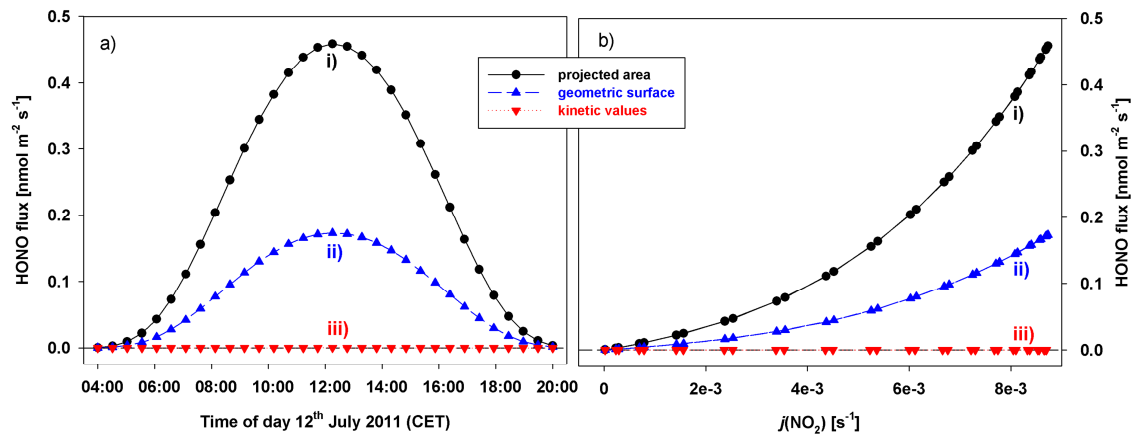 a)
i)
ii)
iii)
0.5
0.4
0.3
0.2
0.1
0.0
HONO flux [nmol m⁻² s⁻¹]
04:00 06:00 08:00 10:00 12:00 14:00 16:00 18:00 20:00
Time of day 12ᵗʰ July 2011 (CET)
projected area
geometric surface
kinetic values
b)
i)
ii)
iii)
0.5
0.4
0.3
0.2
0.1
0.0
HONO flux [nmol m⁻² s⁻¹]
0 2e-3 4e-3 6e-3 8e-3
j(NO₂) [s⁻¹]